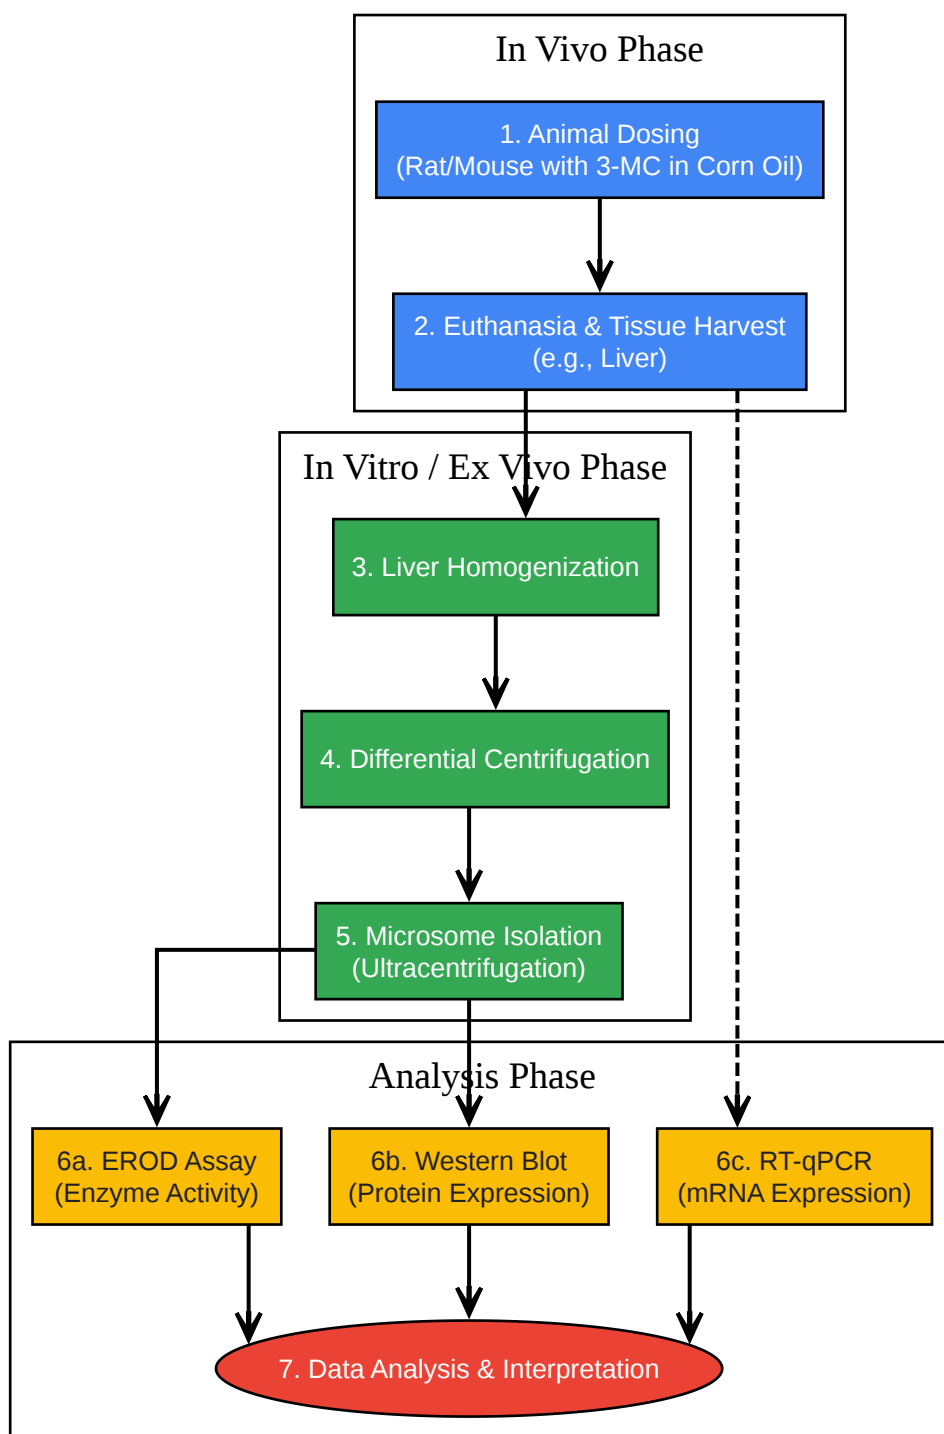 In Vivo Phase
1. Animal Dosing
(Rat/Mouse with 3-MC in Corn Oil)
2. Euthanasia & Tissue Harvest
(e.g., Liver)
In Vitro / Ex Vivo Phase
3. Liver Homogenization
4. Differential Centrifugation
5. Microsome Isolation
(Ultracentrifugation)
Analysis Phase
6a. EROD Assay
(Enzyme Activity)
6b. Western Blot
(Protein Expression)
6c. RT-qPCR
(mRNA Expression)
7. Data Analysis & Interpretation